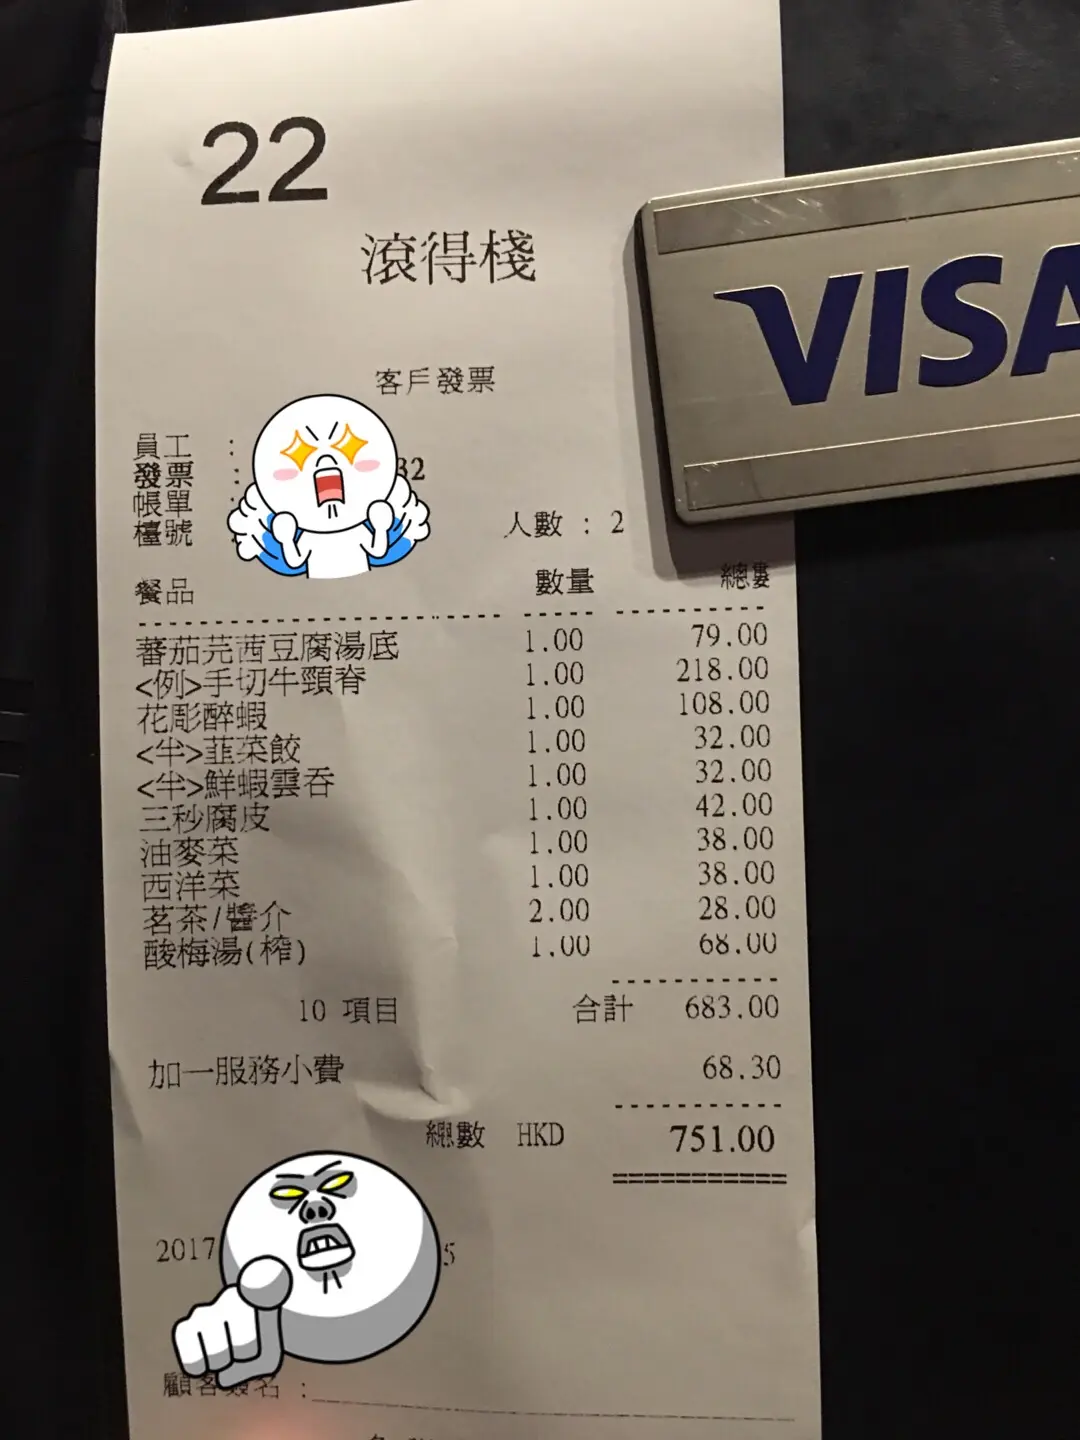 22
滾得棧
VISA
客戶發票
員工 :
發票 : 32
帳單 :
檯號 人數 : 2
餐品 數量 總數
蕃茄芫茜豆腐湯底 1.00 79.00
<例>手切牛頸脊 1.00 218.00
花彫醉蝦 1.00 108.00
<半>韮菜餃 1.00 32.00
<半>鮮蝦雲吞 1.00 32.00
三秒腐皮 1.00 42.00
油麥菜 1.00 38.00
西洋菜 1.00 38.00
茗茶/醬介 2.00 28.00
酸梅湯(榨) 1.00 68.00
10 項目 合計 683.00
加一服務小費 68.30
總數 HKD 751.00
2017 5
顧客簽名 :